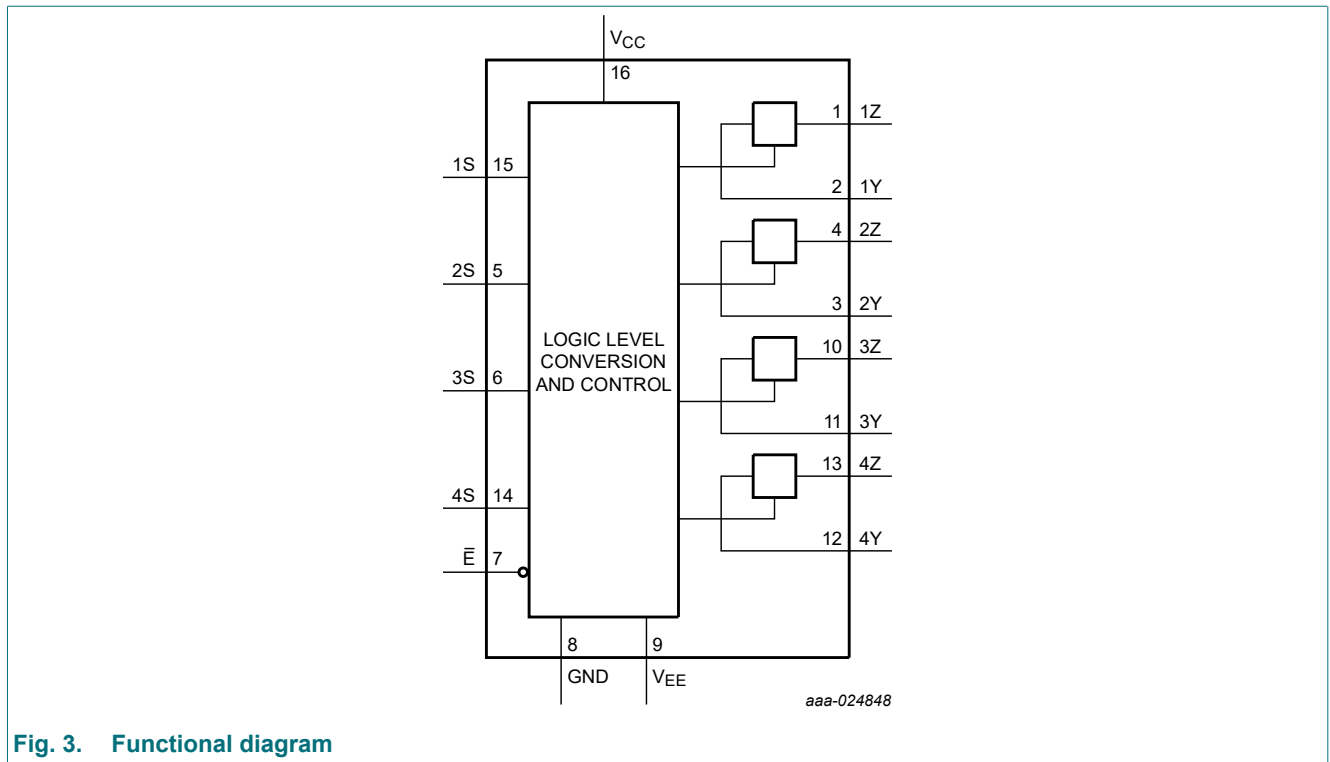 VCC
16
1 1Z
1S 15
2 1Y
4 2Z
2S 5
3 2Y
LOGIC LEVEL
CONVERSION
AND CONTROL
10 3Z
3S 6
11 3Y
13 4Z
4S 14
12 4Y
E̅ 7
8 9
GND VEE
aaa-024848
Fig. 3. Functional diagram